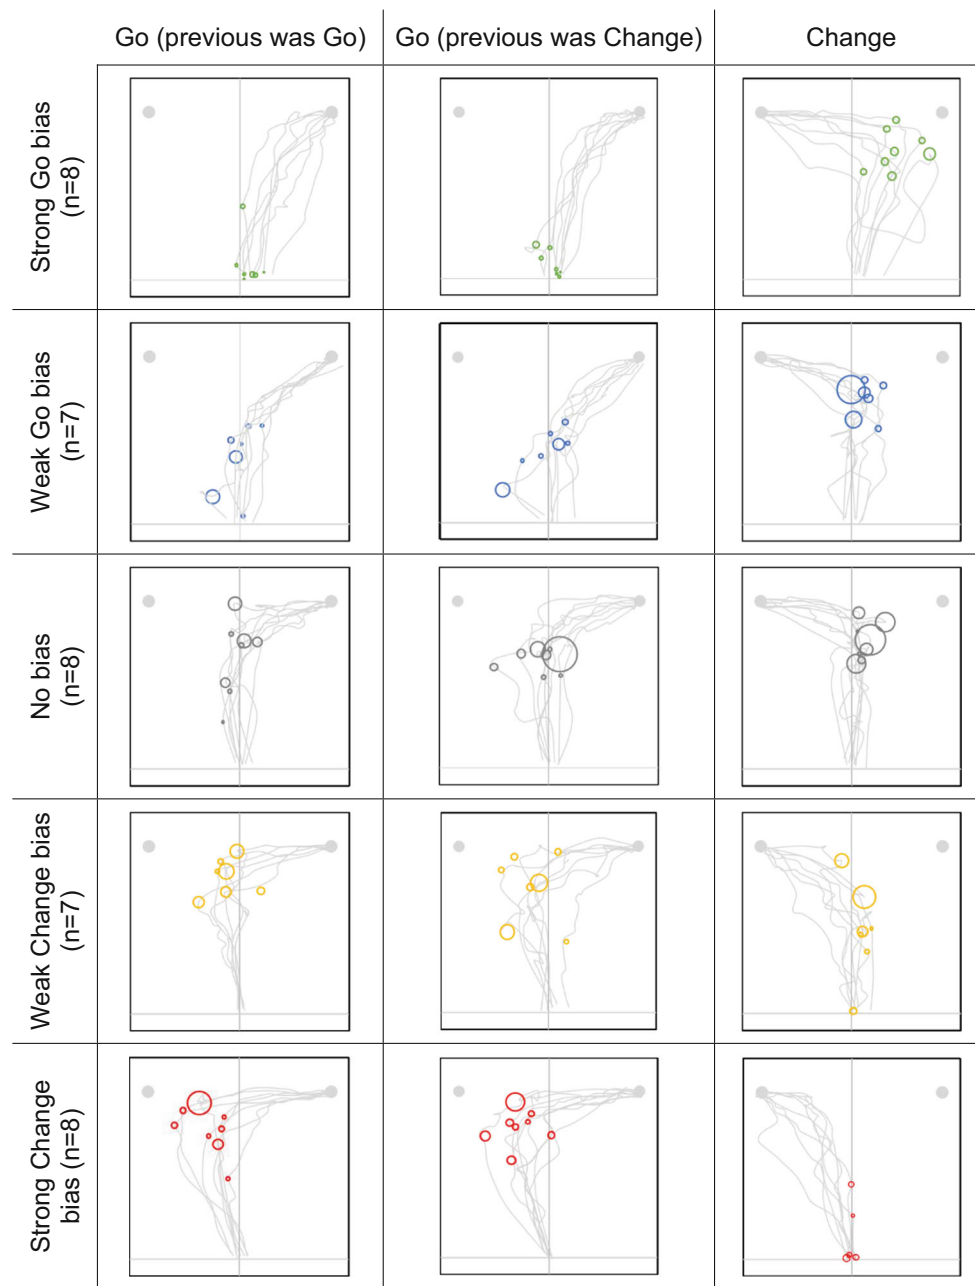 Go (previous was Go)
Go (previous was Change)
Change
Strong Go bias
(n=8)
Weak Go bias
(n=7)
No bias
(n=8)
Weak Change bias
(n=7)
Strong Change
bias (n=8)